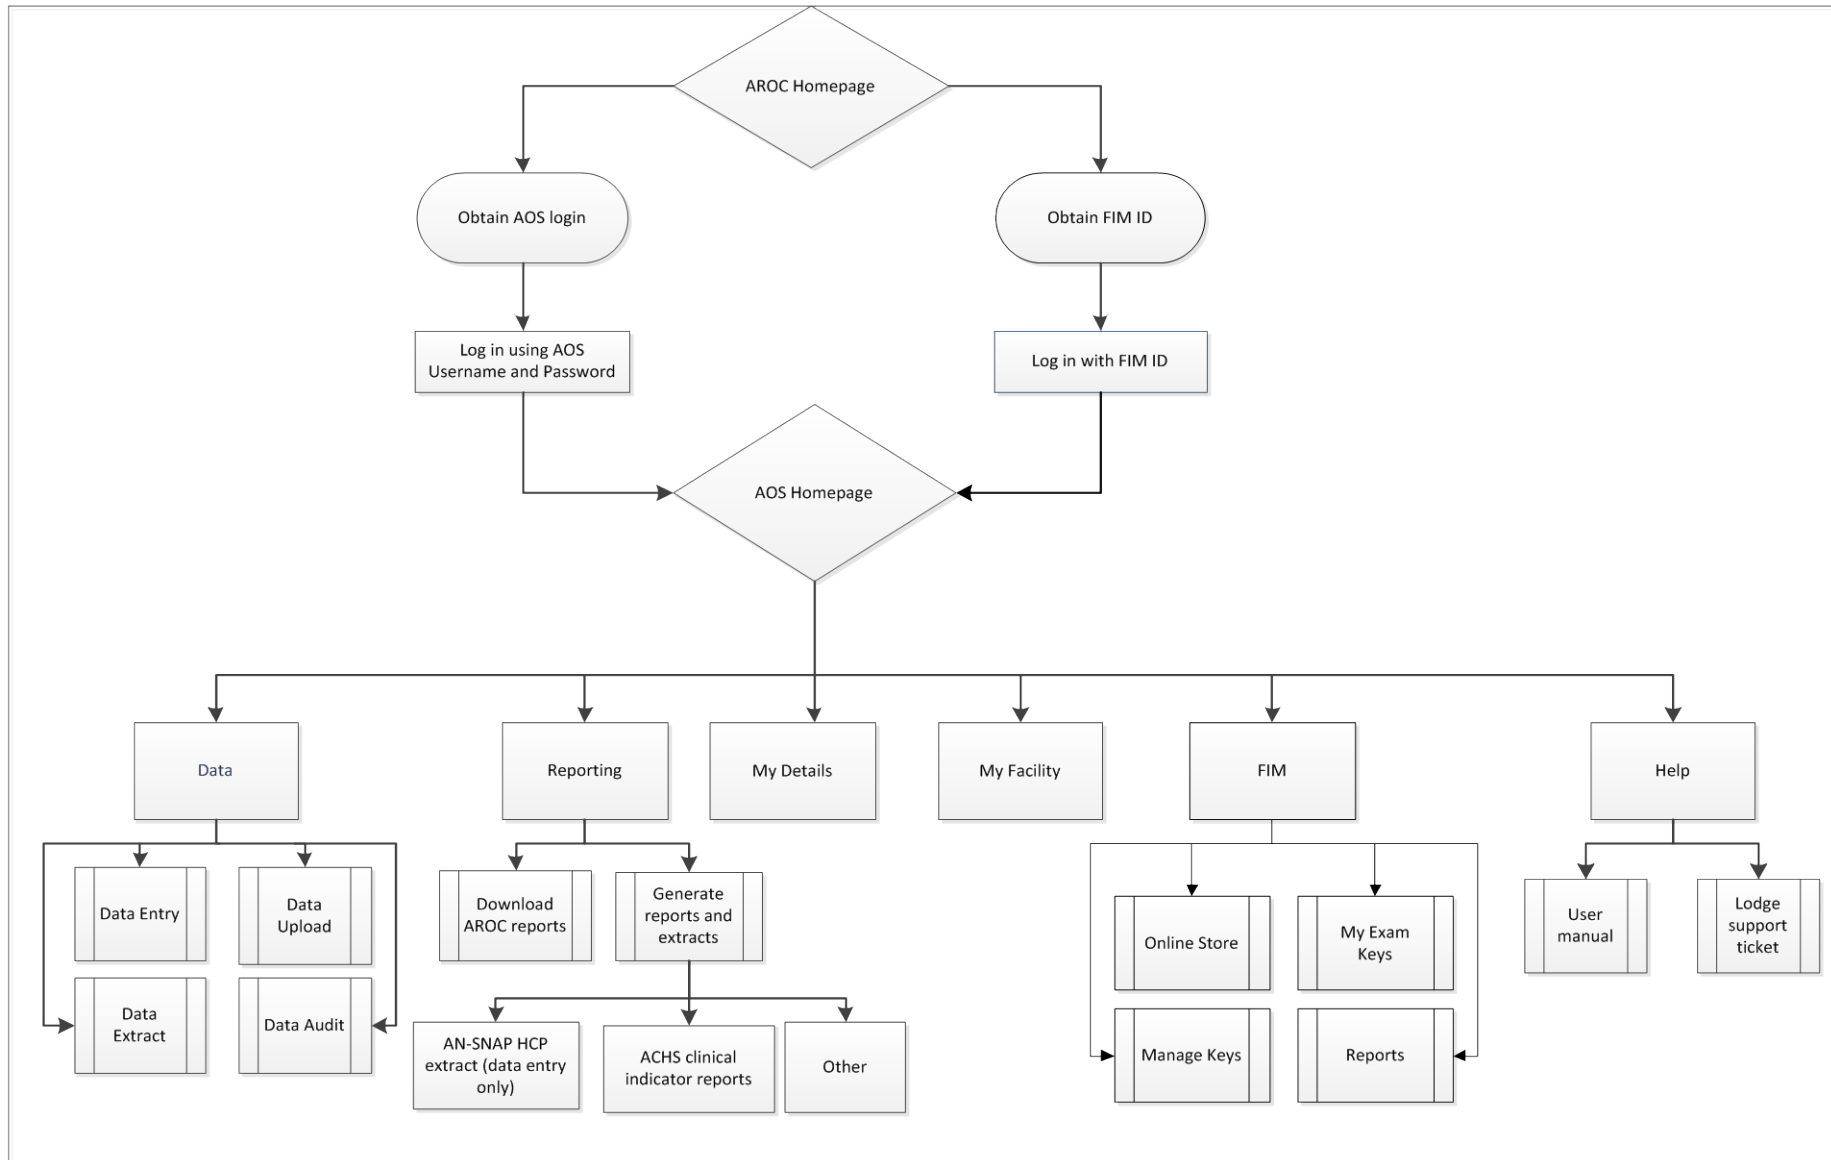 AROC Homepage
Obtain AOS login
Obtain FIM ID
Log in using AOS
Username and Password
Log in with FIM ID
AOS Homepage
Data
Reporting
My Details
My Facility
FIM
Help
Data Entry
Data
Upload
Data
Extract
Data Audit
Download
AROC reports
Generate
reports and
extracts
AN-SNAP HCP
extract (data entry
only)
ACHS clinical
indicator reports
Other
Online Store
My Exam
Keys
Manage Keys
Reports
User
manual
Lodge
support
ticket